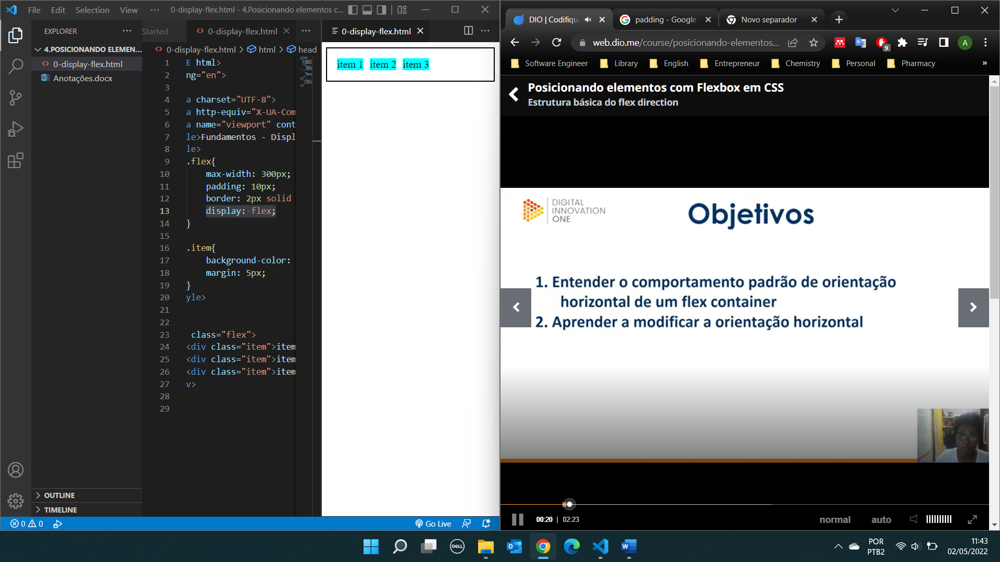 File Edit Selection View ··· 0-display-flex.html - 4.Posicionando elementos c...
EXPLORER
4.POSICIONANDO ELEMEN...
0-display-flex.html
Anotações.docx
OUTLINE
TIMELINE
Started 0-display-flex.html
0-display-flex.html > html > head
1 E html>
2 ng="en">
3
4 a charset="UTF-8">
5 a http-equiv="X-UA-Com
6 a name="viewport" cont
7 le>Fundamentos - Displ
8 le>
9 .flex{
10 max-width: 300px;
11 padding: 10px;
12 border: 2px solid
13 display: flex;
14 }
15
16 .item{
17 background-color:
18 margin: 5px;
19 }
20 yle>
21
22
23 class="flex">
24 <div class="item">item
25 <div class="item">item
26 <div class="item">item
27 v>
28
29
0-display-flex.html
item 1 item 2 item 3
0 0 Go Live
DIO | Codifiqu padding - Google Novo separador
web.dio.me/course/posicionando-elementos...
9 A
Software Engineer Library English Entrepreneur Chemistry Personal Pharmacy »
Posicionando elementos com Flexbox em CSS
Estrutura básica do flex direction
DIGITAL
INNOVATION
ONE
Objetivos
1. Entender o comportamento padrão de orientação
horizontal de um flex container
2. Aprender a modificar a orientação horizontal
00:20 | 02:23 normal auto
DELL
POR
PTB2
11:43
02/05/2022